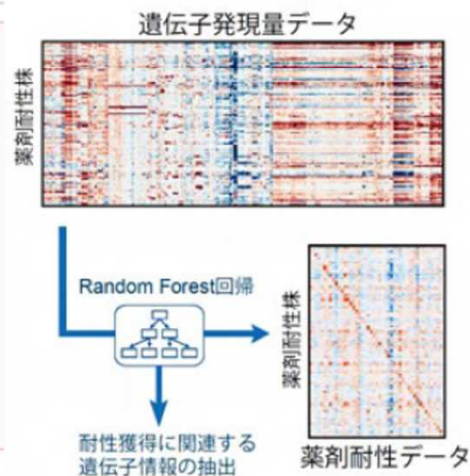 遺伝子発現量データ
薬剤耐性株
Random Forest回帰
薬剤耐性株
耐性獲得に関連する
遺伝子情報の抽出
薬剤耐性データ